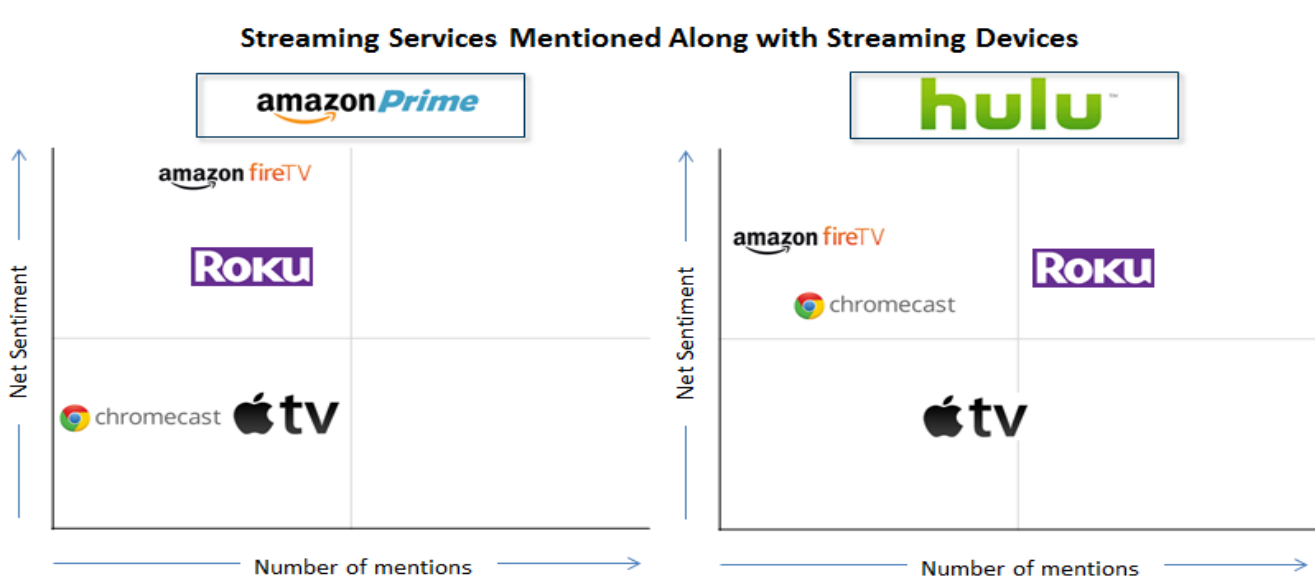 Streaming Services Mentioned Along with Streaming Devices
amazon Prime
hulu™
amazon fireTV
ROKU
chromecast
tv
Net Sentiment
Number of mentions
amazon fireTV
chromecast
ROKU
tv
Net Sentiment
Number of mentions